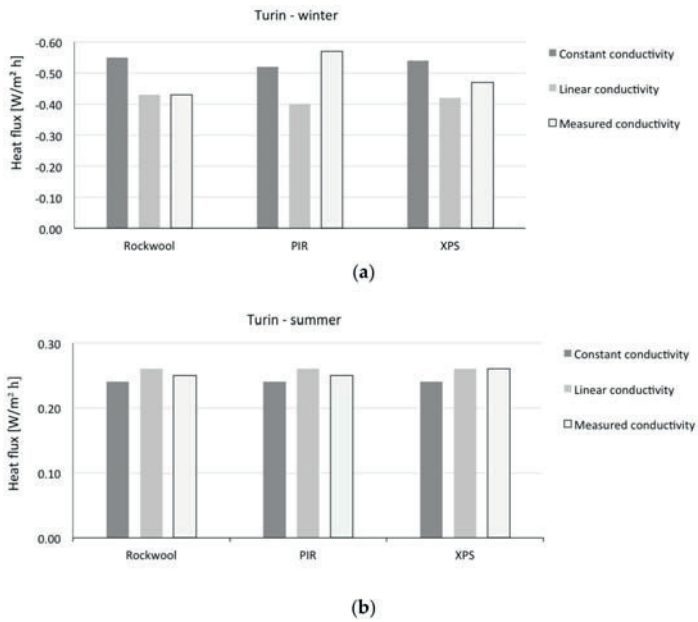 Turin - winter
Heat flux [W/m² h]
-0.60
-0.50
-0.40
-0.30
-0.20
-0.10
0.00
Rockwool PIR XPS
Constant conductivity
Linear conductivity
Measured conductivity
(a)
Turin - summer
Heat flux [W/m² h]
0.30
0.20
0.10
0.00
Rockwool PIR XPS
Constant conductivity
Linear conductivity
Measured conductivity
(b)